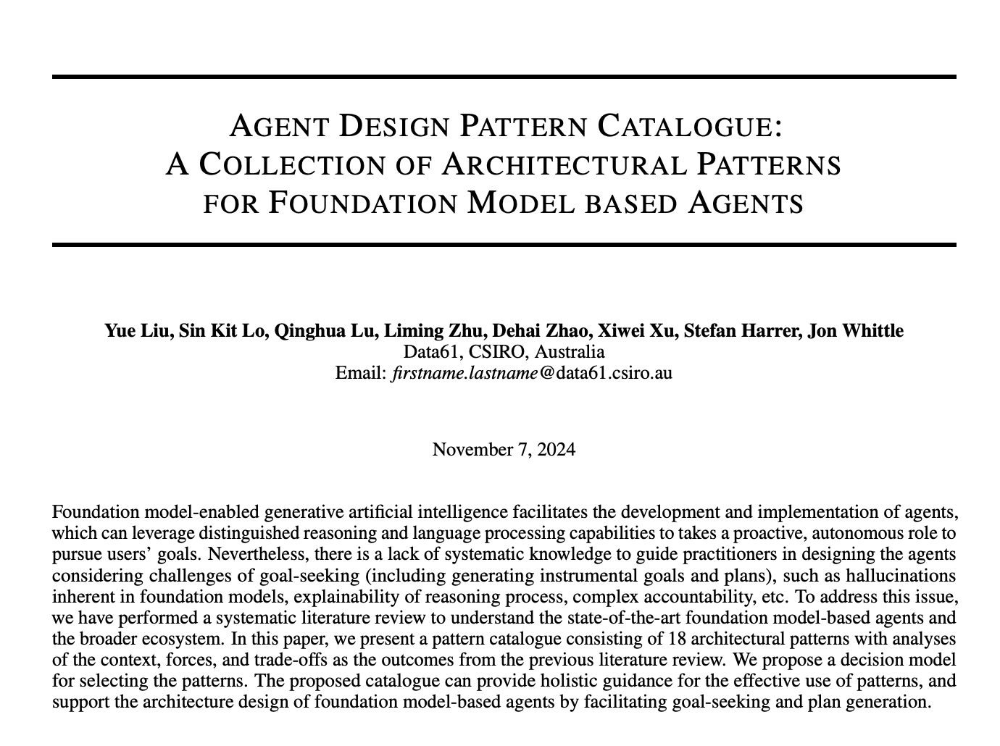 AGENT DESIGN PATTERN CATALOGUE:
A COLLECTION OF ARCHITECTURAL PATTERNS
FOR FOUNDATION MODEL BASED AGENTS
Yue Liu, Sin Kit Lo, Qinghua Lu, Liming Zhu, Dehai Zhao, Xiwei Xu, Stefan Harrer, Jon Whittle
Data61, CSIRO, Australia
Email: firstname.lastname@data61.csiro.au
November 7, 2024
Foundation model-enabled generative artificial intelligence facilitates the development and implementation of agents,
which can leverage distinguished reasoning and language processing capabilities to takes a proactive, autonomous role to
pursue users’ goals. Nevertheless, there is a lack of systematic knowledge to guide practitioners in designing the agents
considering challenges of goal-seeking (including generating instrumental goals and plans), such as hallucinations
inherent in foundation models, explainability of reasoning process, complex accountability, etc. To address this issue,
we have performed a systematic literature review to understand the state-of-the-art foundation model-based agents and
the broader ecosystem. In this paper, we present a pattern catalogue consisting of 18 architectural patterns with analyses
of the context, forces, and trade-offs as the outcomes from the previous literature review. We propose a decision model
for selecting the patterns. The proposed catalogue can provide holistic guidance for the effective use of patterns, and
support the architecture design of foundation model-based agents by facilitating goal-seeking and plan generation.